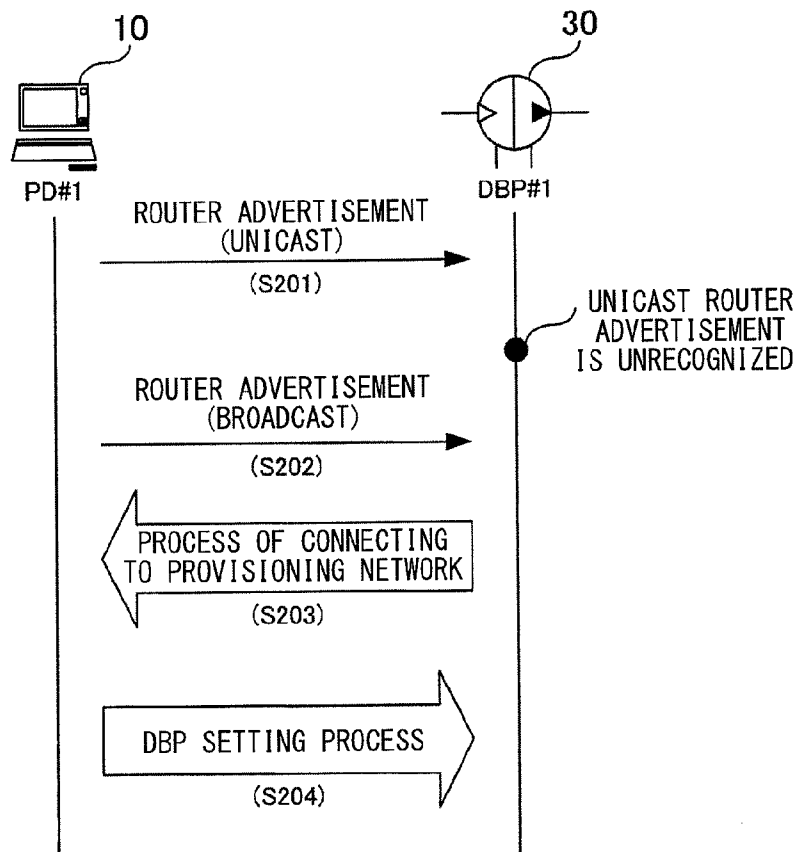 10
30
PD#1
DBP#1
ROUTER ADVERTISEMENT
(UNICAST)
(S201)
UNICAST ROUTER
ADVERTISEMENT
IS UNRECOGNIZED
ROUTER ADVERTISEMENT
(BROADCAST)
(S202)
PROCESS OF CONNECTING
TO PROVISIONING NETWORK
(S203)
DBP SETTING PROCESS
(S204)